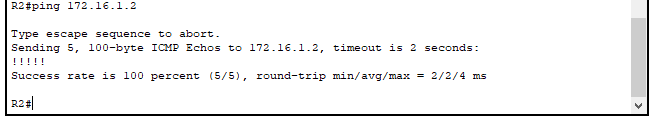 R2#ping 172.16.1.2
Type escape sequence to abort.
Sending 5, 100-byte ICMP Echos to 172.16.1.2, timeout is 2 seconds:
!!!!!
Success rate is 100 percent (5/5), round-trip min/avg/max = 2/2/4 ms
R2#